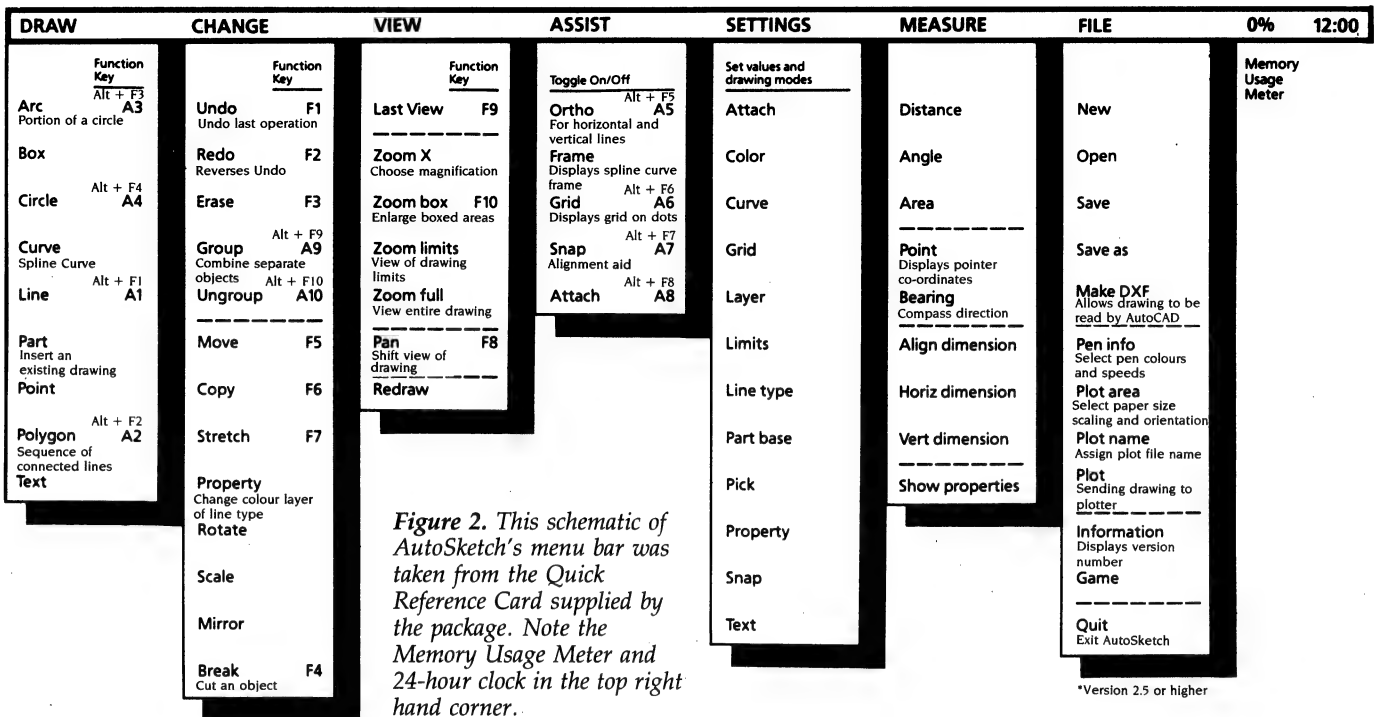 DRAW CHANGE VIEW ASSIST SETTINGS MEASURE FILE 0% 12:00
Function
Key
Alt + F3
Arc A3
Portion of a circle
Box
Alt + F4
Circle A4
Curve
Spline Curve
Alt + F1
Line A1
Part
Insert an
existing drawing
Point
Alt + F2
Polygon A2
Sequence of
connected lines
Text
Function
Key
Undo F1
Undo last operation
Redo F2
Reverses Undo
Erase F3
Alt + F9
Group A9
Combine separate
objects Alt + F10
Ungroup A10
Move F5
Copy F6
Stretch F7
Property
Change colour layer
of line type
Rotate
Scale
Mirror
Break F4
Cut an object
Function
Key
Last View F9
Zoom X
Choose magnification
Zoom box F10
Enlarge boxed areas
Zoom limits
View of drawing
limits
Zoom full
View entire drawing
Pan F8
Shift view of
drawing
Redraw
Toggle On/Off
Alt + F5
Ortho A5
For horizontal and
vertical lines
Frame
Displays spline curve
frame Alt + F6
Grid A6
Displays grid on dots
Alt + F7
Snap A7
Alignment aid
Alt + F8
Attach A8
Set values and
drawing modes
Attach
Color
Curve
Grid
Layer
Limits
Line type
Part base
Pick
Property
Snap
Text
Distance
Angle
Area
Point
Displays pointer
co-ordinates
Bearing
Compass direction
Align dimension
Horiz dimension
Vert dimension
Show properties
New
Open
Save
Save as
Make DXF
Allows drawing to be
read by AutoCAD
Pen info
Select pen colours
and speeds
Plot area
Select paper size
scaling and orientation
Plot name
Assign plot file name
Plot
Sending drawing to
plotter
Information
Displays version
number
Game
Quit
Exit AutoSketch
*Version 2.5 or higher
Memory
Usage
Meter
Figure 2. This schematic of
AutoSketch's menu bar was
taken from the Quick
Reference Card supplied by
the package. Note the
Memory Usage Meter and
24-hour clock in the top right
hand corner.